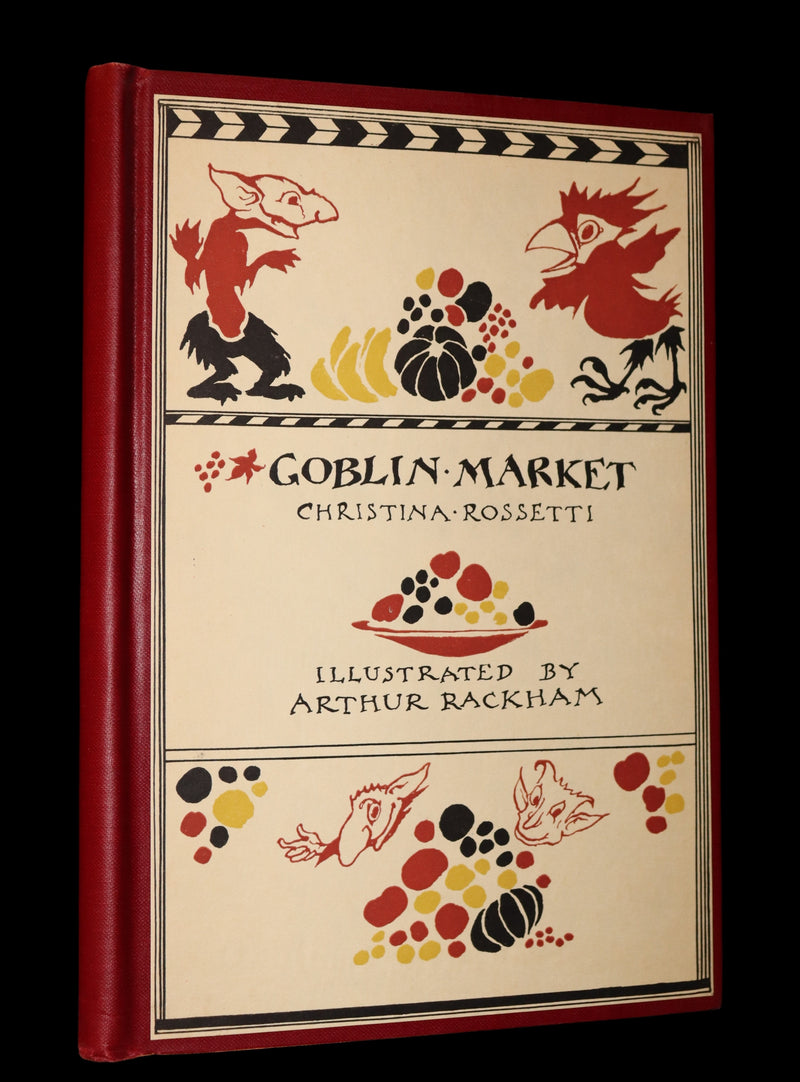 GOBLIN·MARKET
CHRISTINA·ROSSETTI
ILLUSTRATED BY
ARTHUR RACKHAM